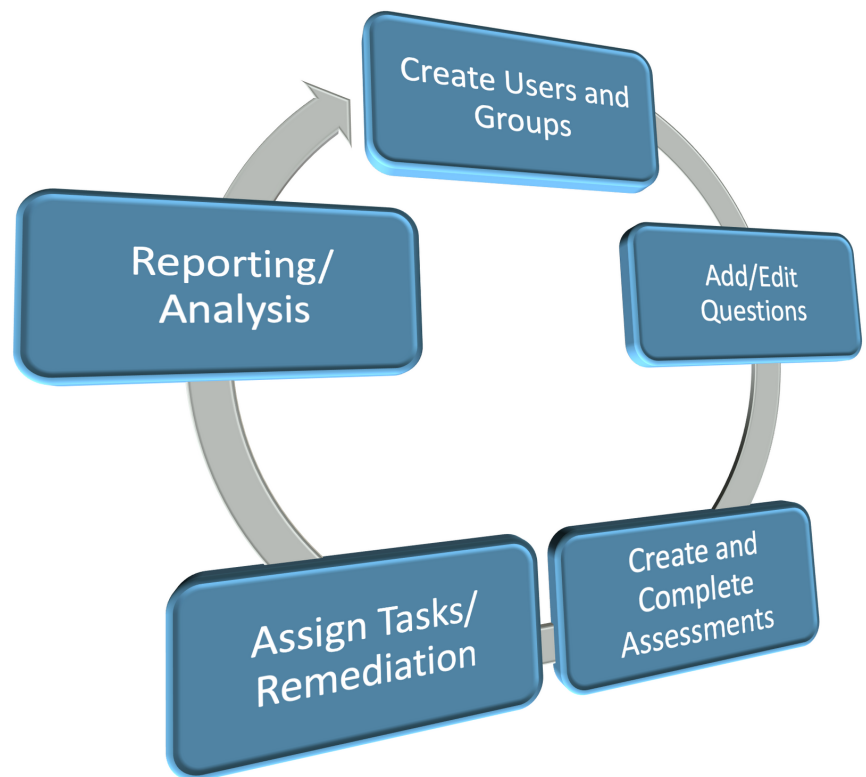 Create Users and
Groups
Add/Edit
Questions
Create and
Complete
Assessments
Assign Tasks/
Remediation
Reporting/
Analysis